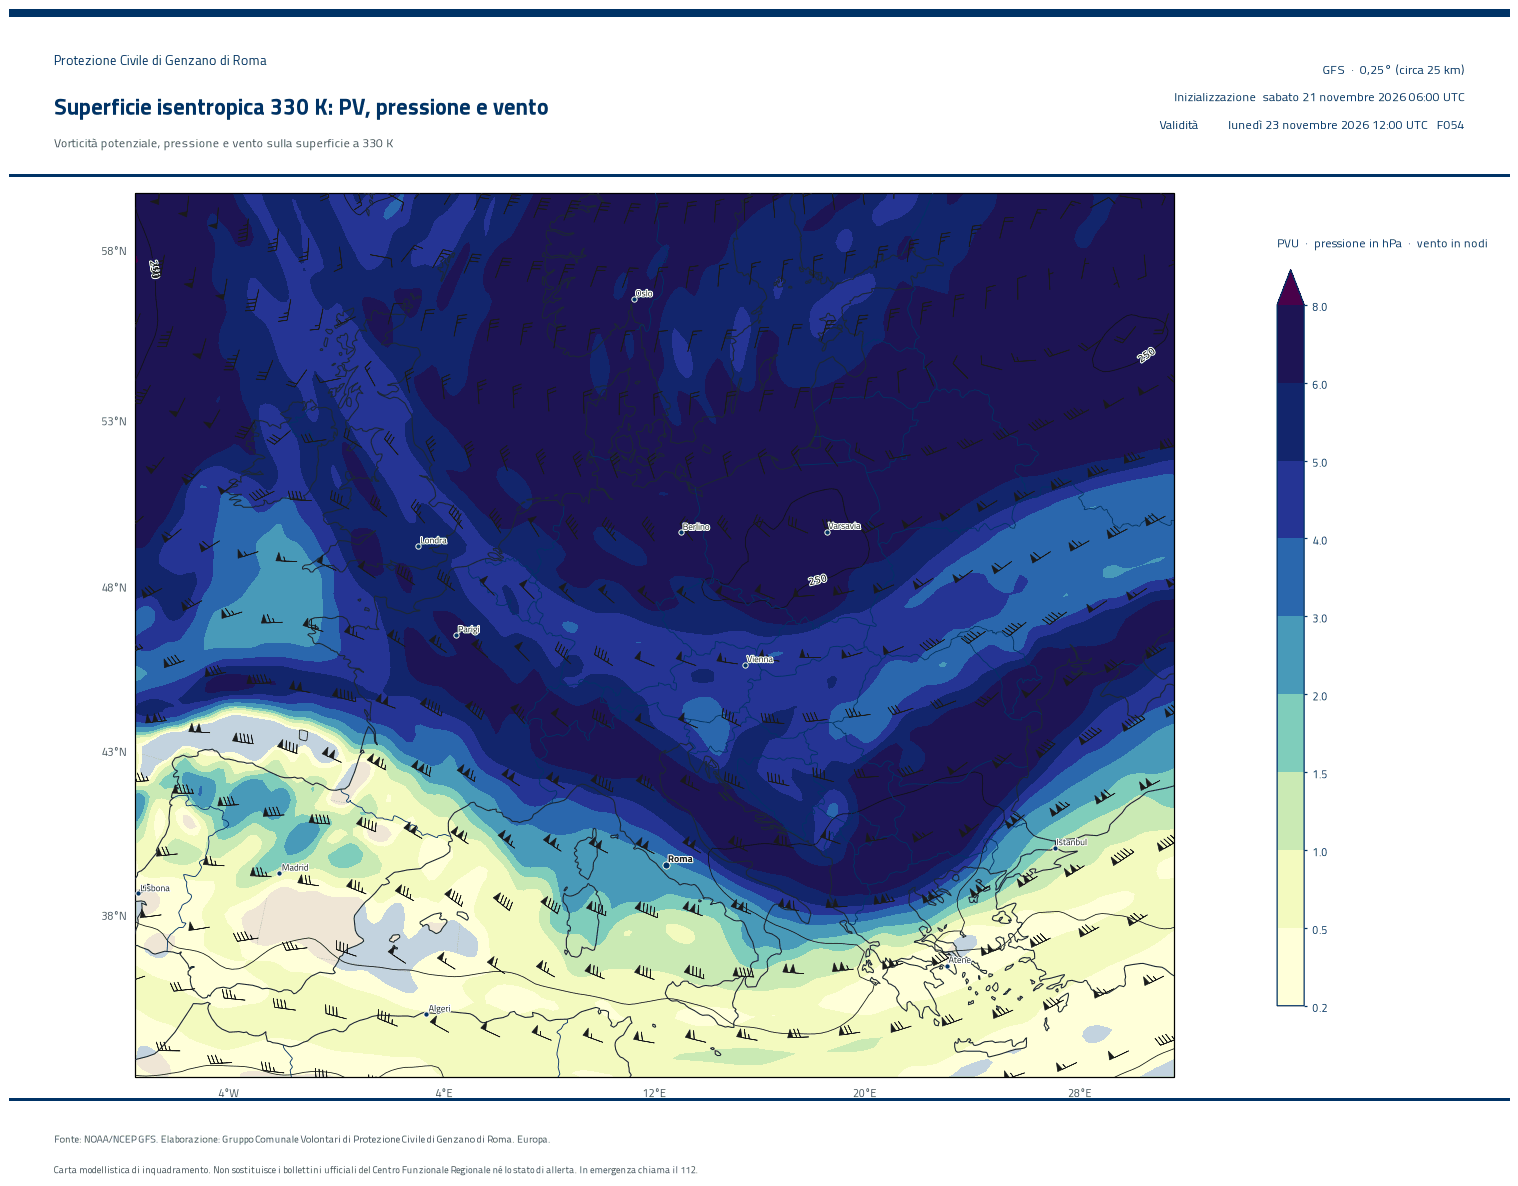 Protezione Civile di Genzano di Roma
Superficie isentropica 330 K: PV, pressione e vento
Vorticità potenziale, pressione e vento sulla superficie a 330 K
GFS · 0,25° (circa 25 km)
Inizializzazione sabato 21 novembre 2026 06:00 UTC
Validità lunedì 23 novembre 2026 12:00 UTC F054
PVU · pressione in hPa · vento in nodi
8.0
6.0
5.0
4.0
3.0
2.0
1.5
1.0
0.5
0.2
58°N
53°N
48°N
43°N
38°N
4°W
4°E
12°E
20°E
28°E
250
Oslo
250
Berlino
Varsavia
Londra
250
Parigi
Vienna
Istanbul
Roma
Madrid
Lisbona
Atene
Algeri
Fonte: NOAA/NCEP GFS. Elaborazione: Gruppo Comunale Volontari di Protezione Civile di Genzano di Roma. Europa.
Carta modellistica di inquadramento. Non sostituisce i bollettini ufficiali del Centro Funzionale Regionale né lo stato di allerta. In emergenza chiama il 112.